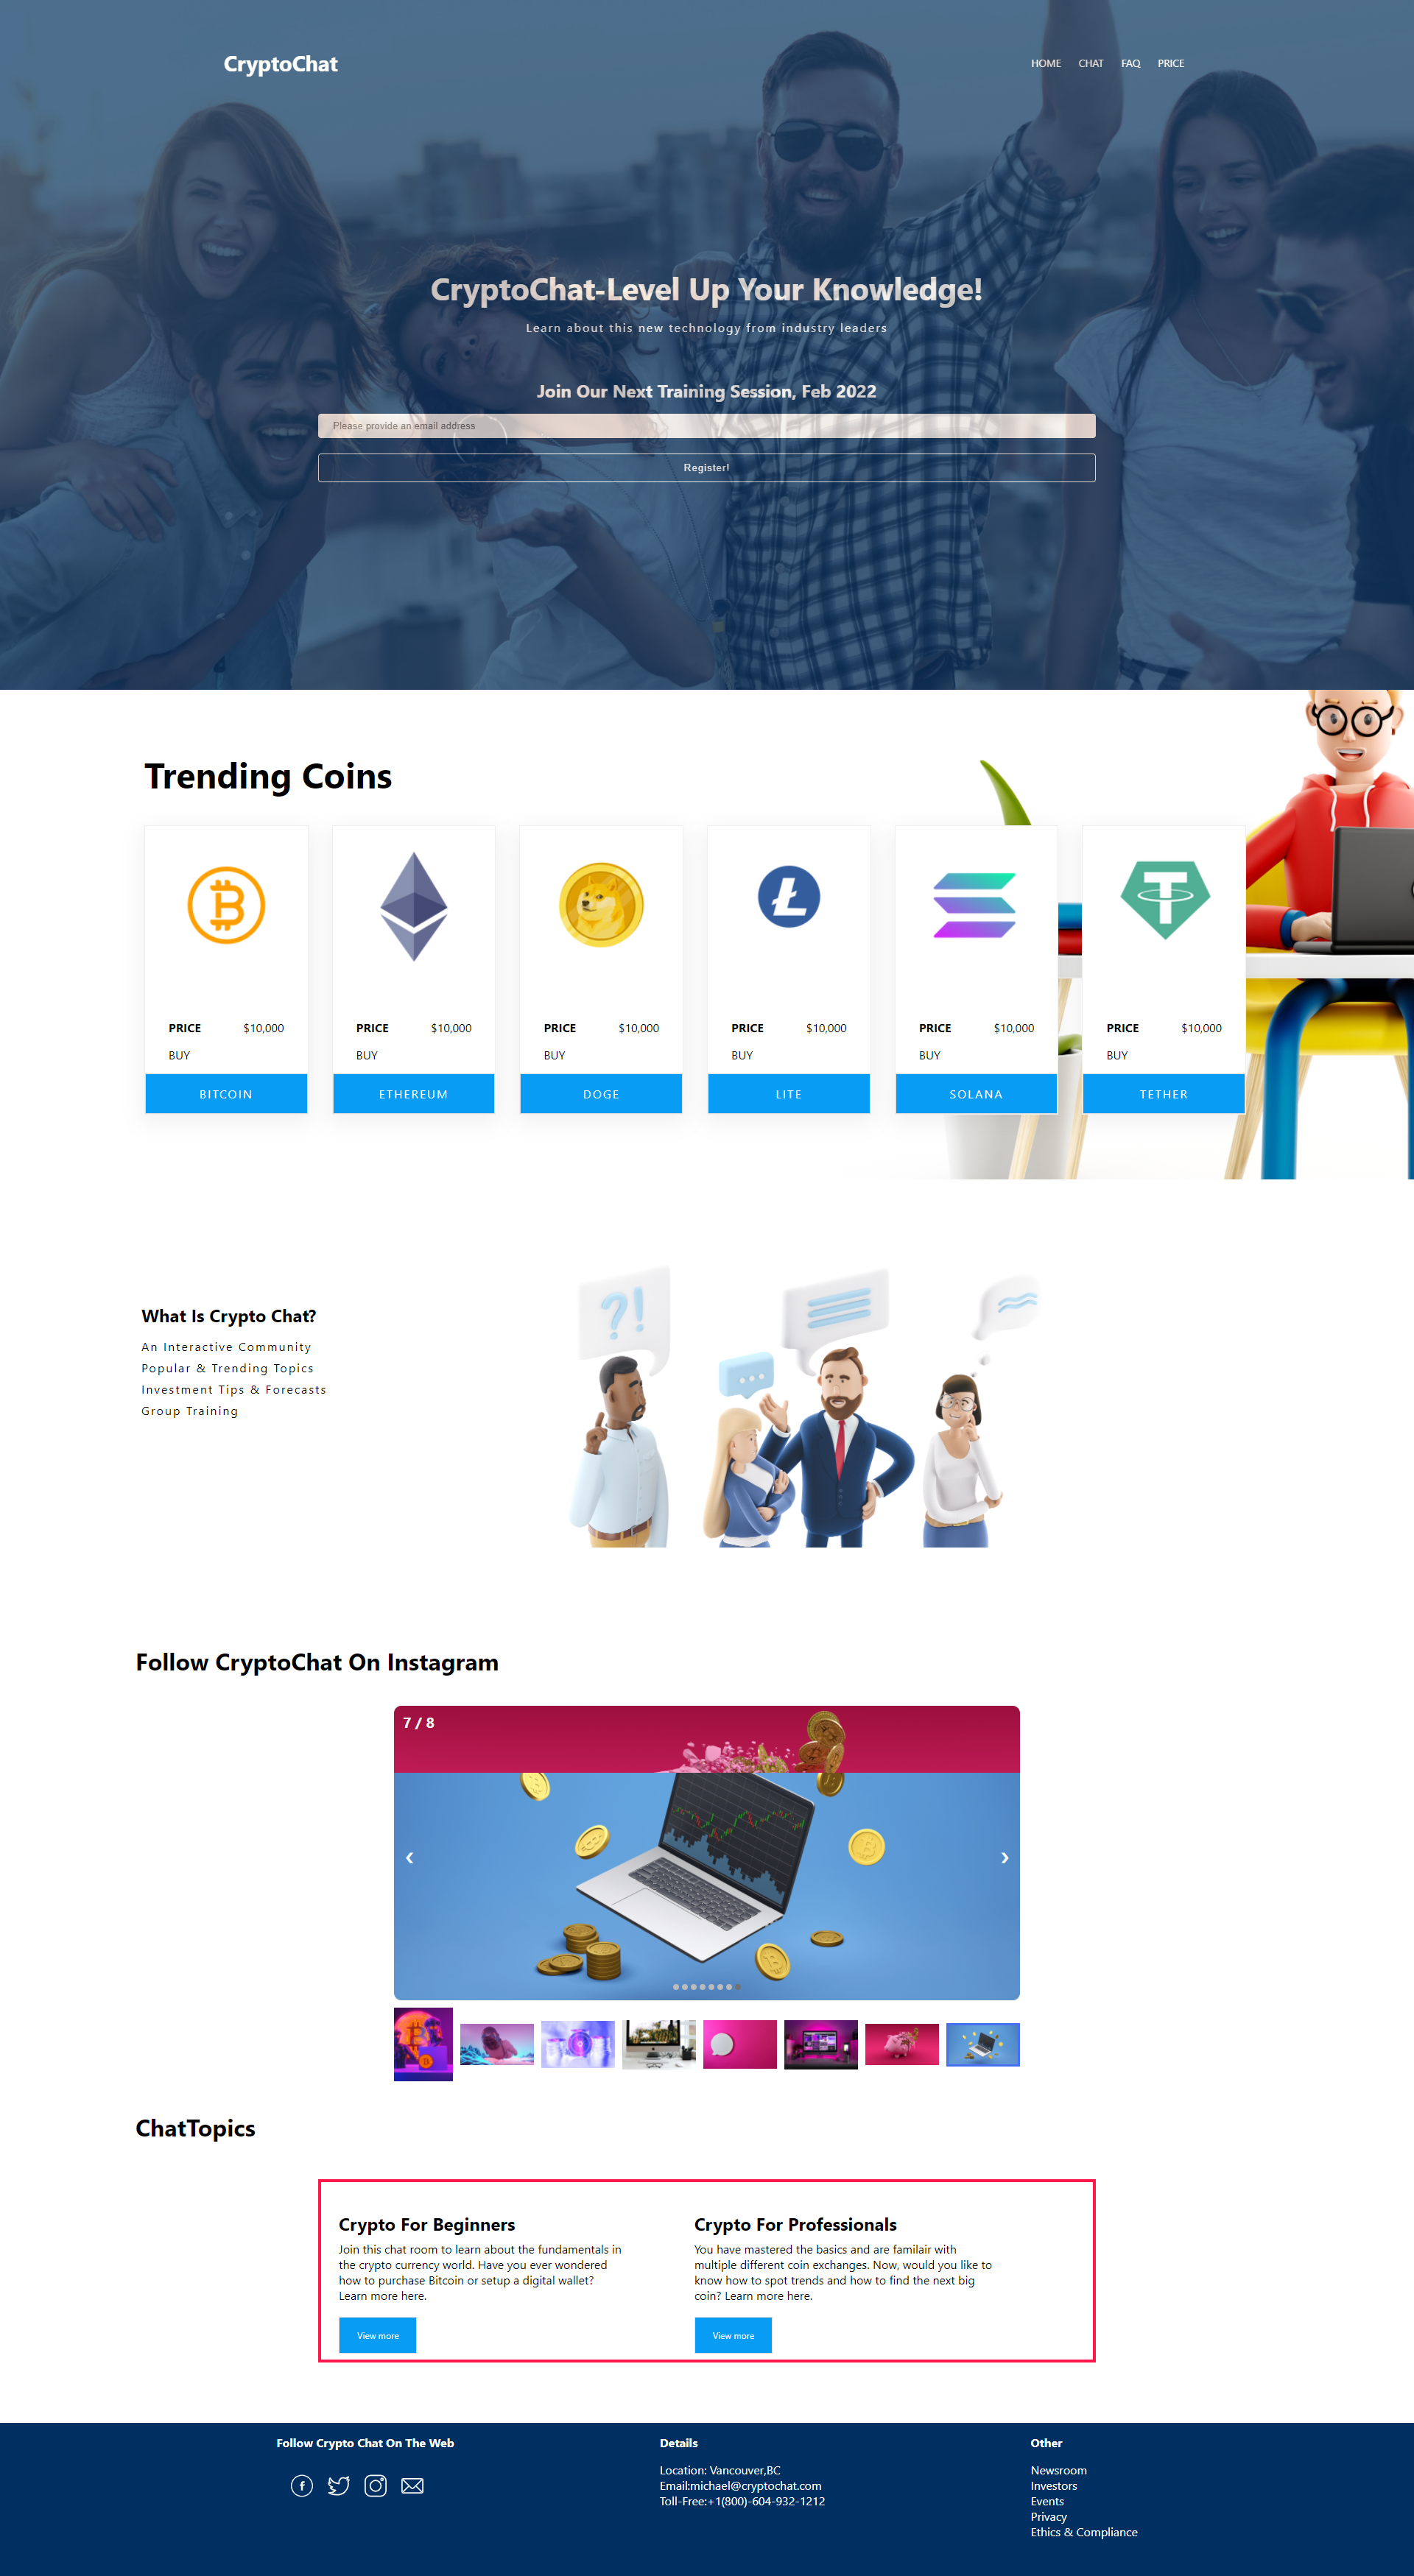 CryptoChat
HOME CHAT FAQ PRICE
CryptoChat-Level Up Your Knowledge!
Learn about this new technology from industry leaders
Join Our Next Training Session, Feb 2022
Please provide an email address
Register!
Trending Coins
PRICE $10,000
BUY
BITCOIN
PRICE $10,000
BUY
ETHEREUM
PRICE $10,000
BUY
DOGE
PRICE $10,000
BUY
LITE
PRICE $10,000
BUY
SOLANA
PRICE $10,000
BUY
TETHER
What Is Crypto Chat?
An Interactive Community
Popular & Trending Topics
Investment Tips & Forecasts
Group Training
?!
Follow CryptoChat On Instagram
7 / 8
❮ ❯
ChatTopics
Crypto For Beginners
Join this chat room to learn about the fundamentals in
the crypto currency world. Have you ever wondered
how to purchase Bitcoin or setup a digital wallet?
Learn more here.
View more
Crypto For Professionals
You have mastered the basics and are familair with
multiple different coin exchanges. Now, would you like to
know how to spot trends and how to find the next big
coin? Learn more here.
View more
Follow Crypto Chat On The Web
Details
Location: Vancouver,BC
Email:michael@cryptochat.com
Toll-Free:+1(800)-604-932-1212
Other
Newsroom
Investors
Events
Privacy
Ethics & Compliance